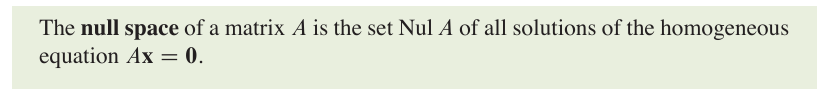 The null space of a matrix A is the set Nul A of all solutions of the homogeneous
equation Ax = 0.